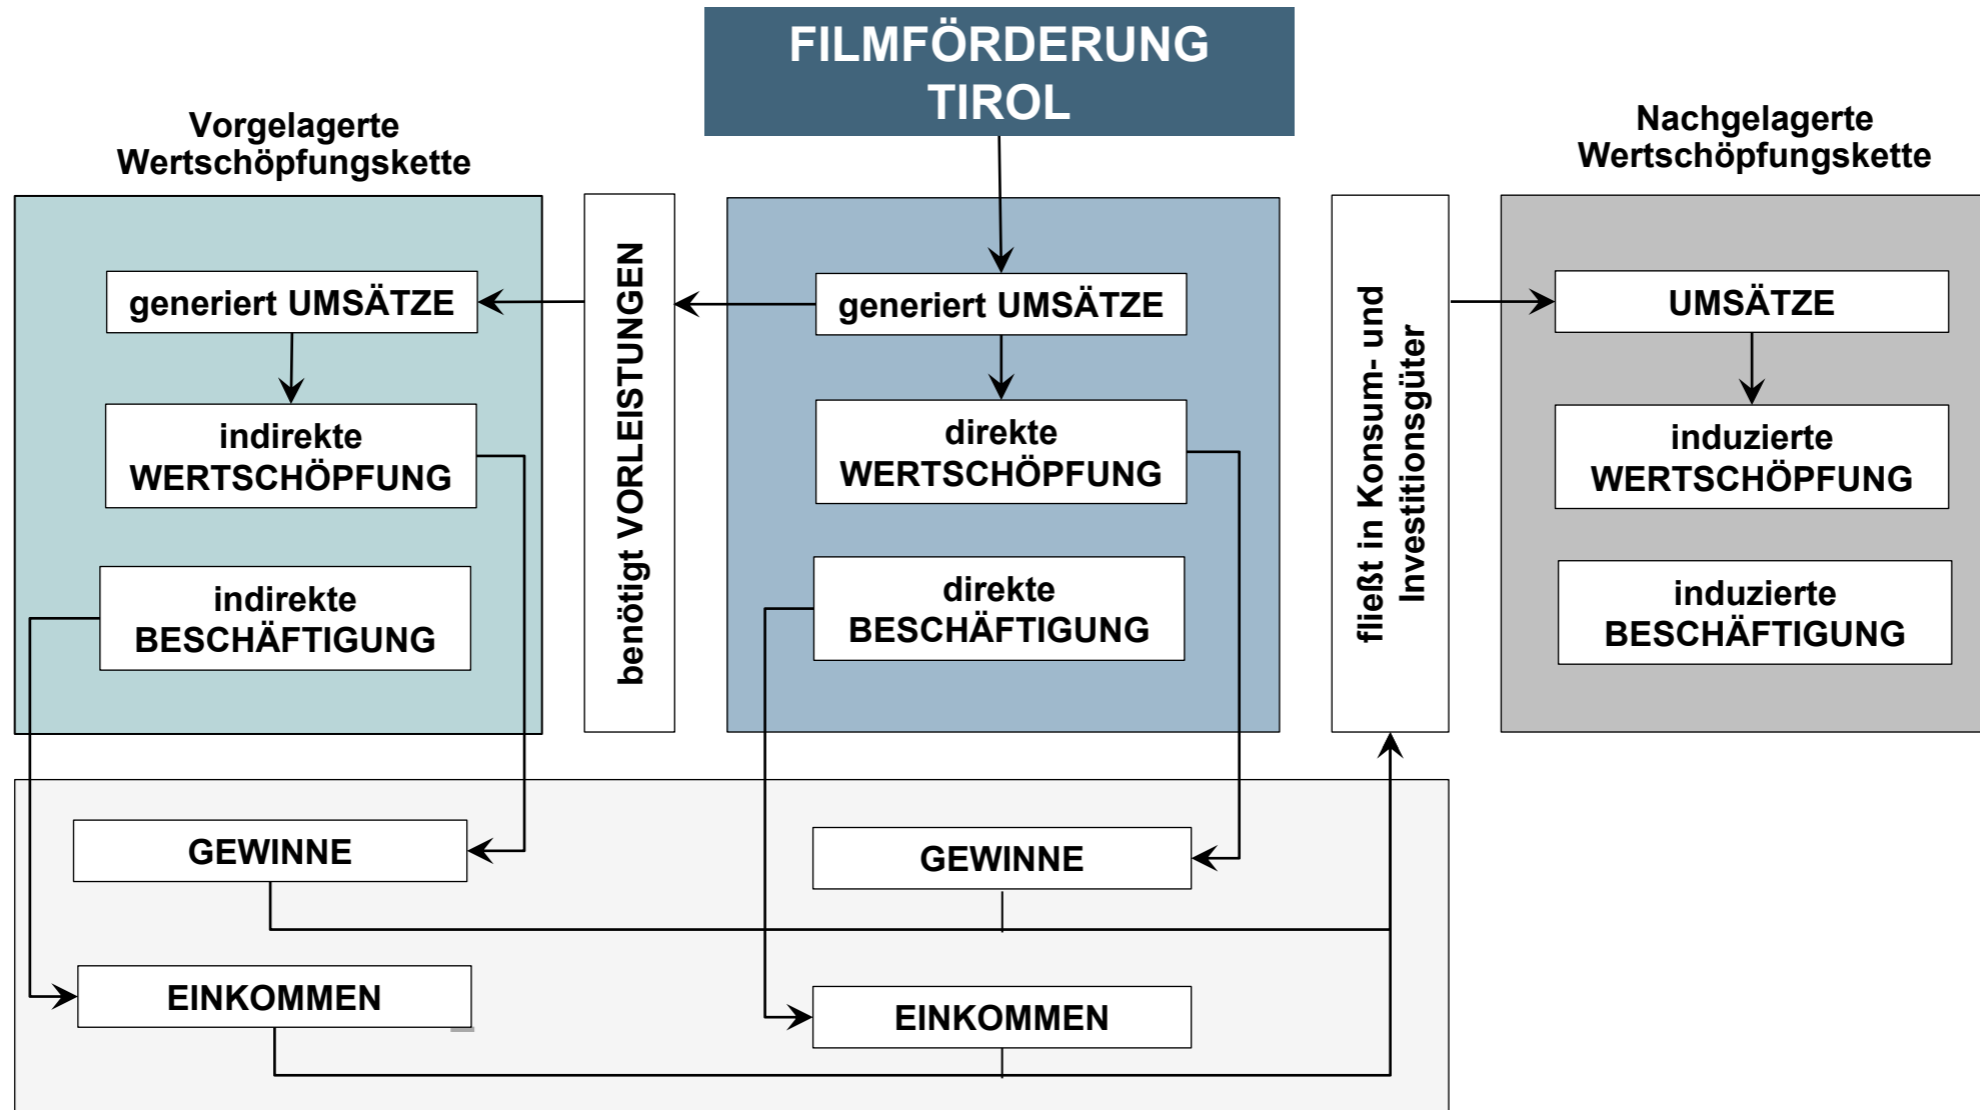 FILMFÖRDERUNG
TIROL
Vorgelagerte
Wertschöpfungskette
Nachgelagerte
Wertschöpfungskette
generiert UMSÄTZE
indirekte
WERTSCHÖPFUNG
indirekte
BESCHÄFTIGUNG
benötigt VORLEISTUNGEN
generiert UMSÄTZE
direkte
WERTSCHÖPFUNG
direkte
BESCHÄFTIGUNG
fließt in Konsum- und
Investitionsgüter
UMSÄTZE
induzierte
WERTSCHÖPFUNG
induzierte
BESCHÄFTIGUNG
GEWINNE
GEWINNE
EINKOMMEN
EINKOMMEN